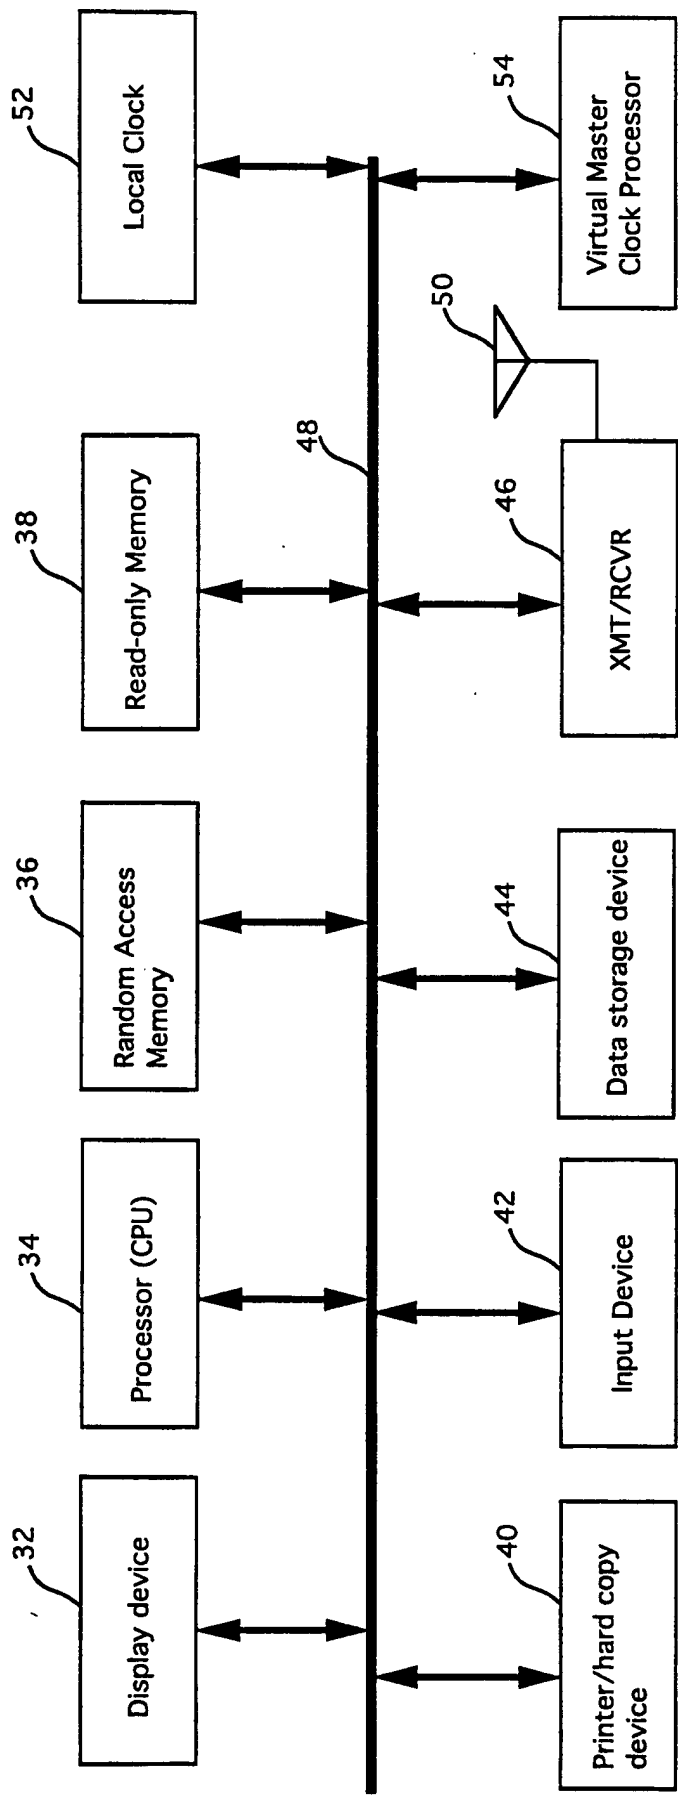 32
Display device
34
Processor (CPU)
36
Random Access
Memory
38
Read-only Memory
52
Local Clock
48
40
Printer/hard copy
device
42
Input Device
44
Data storage device
46
XMT/RCVR
50
54
Virtual Master
Clock Processor